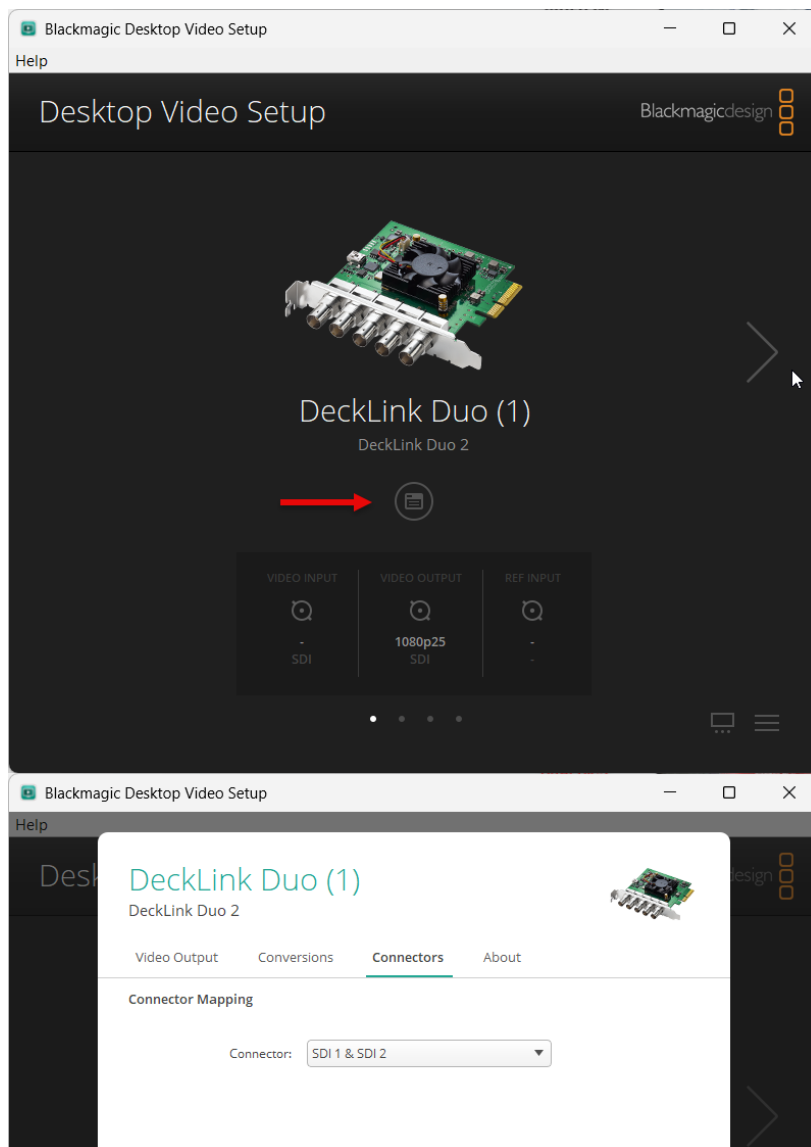 Blackmagic Desktop Video Setup
Help
Desktop Video Setup
Blackmagicdesign
DeckLink Duo (1)
DeckLink Duo 2
VIDEO INPUT VIDEO OUTPUT REF INPUT
- 1080p25 -
SDI SDI -
Blackmagic Desktop Video Setup
Help
Desk
design
DeckLink Duo (1)
DeckLink Duo 2
Video Output Conversions Connectors About
Connector Mapping
Connector: SDI 1 & SDI 2